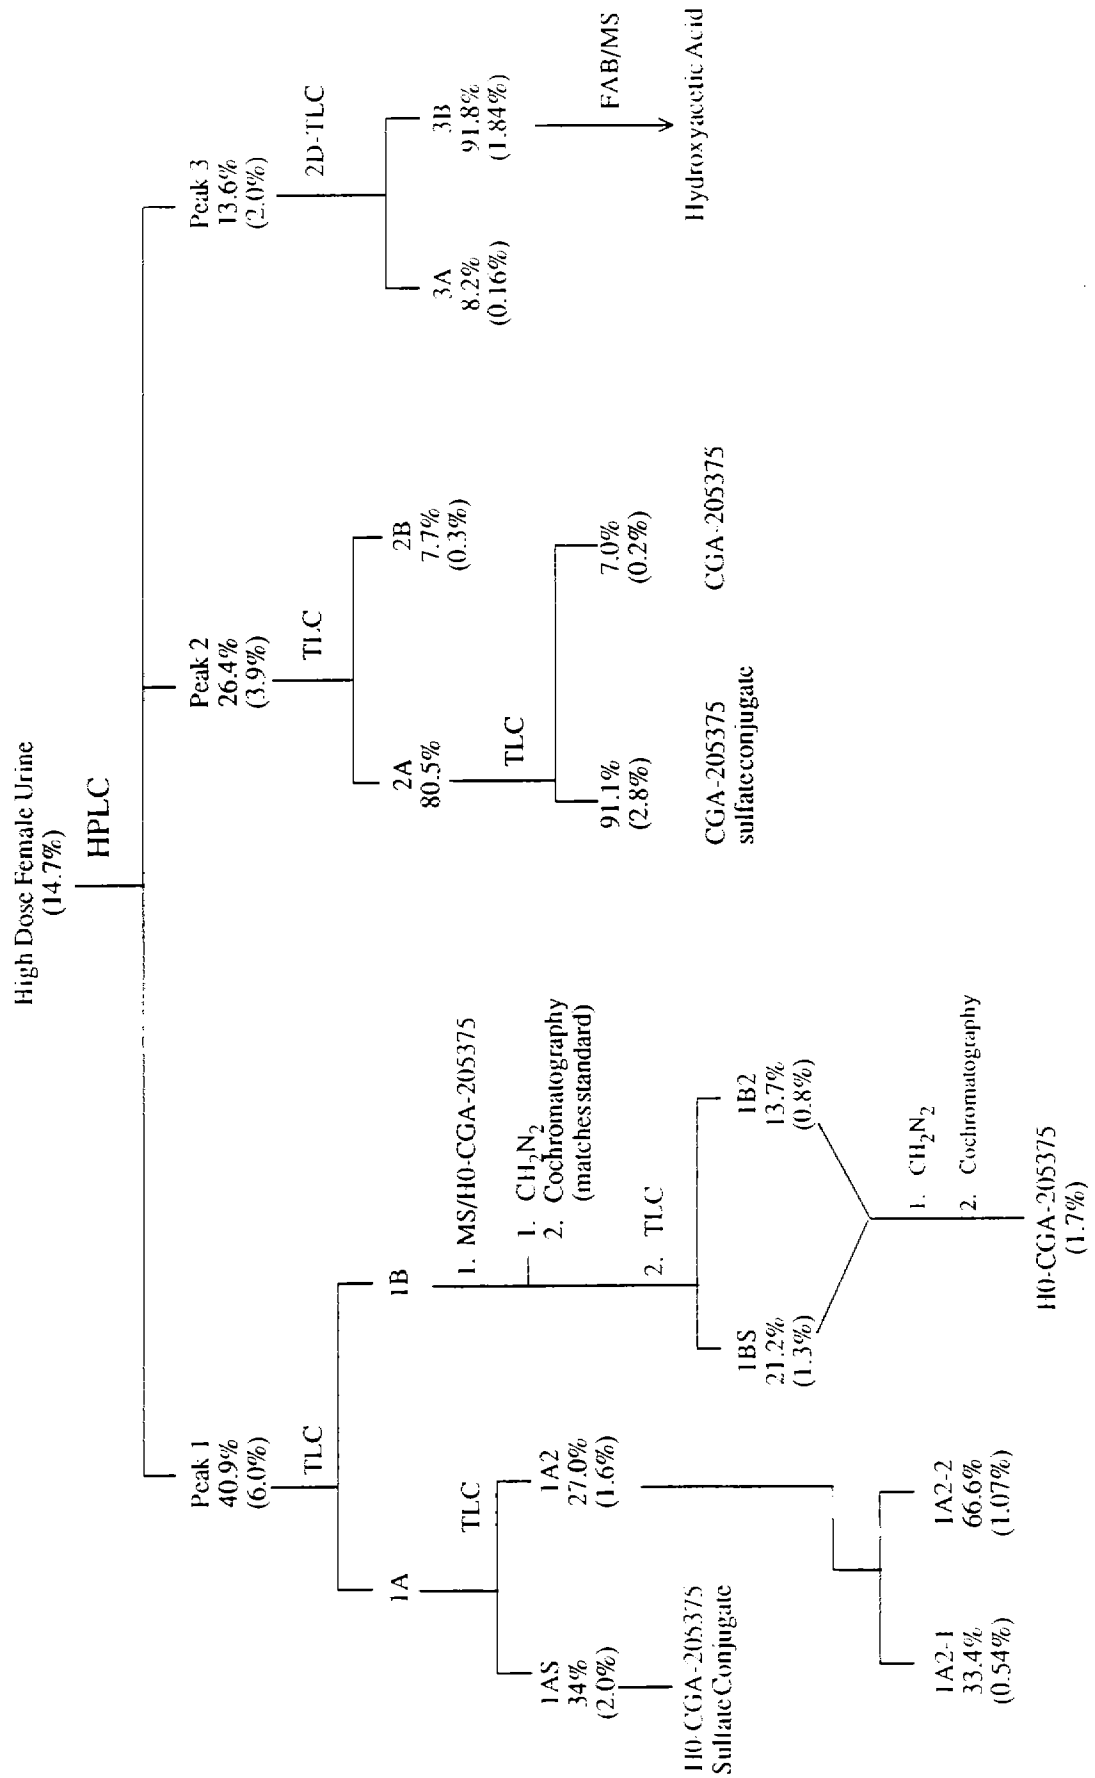 High Dose Female Urine
(14.7%)
HPLC
Peak 1
40.9%
(6.0%)
TLC
1A
TLC
1AS
34%
(2.0%)
H0-CGA-205375
Sulfate Conjugate
1A2
27.0%
(1.6%)
1A2-1
33.4%
(0.54%)
1A2-2
66.6%
(1.07%)
1B
1. MS/H0-CGA-205375
1. CH2N2
2. Cochromatography
(matches standard)
2. TLC
1BS
21.2%
(1.3%)
1B2
13.7%
(0.8%)
1. CH2N2
2. Cochromatography
H0-CGA-205375
(1.7%)
Peak 2
26.4%
(3.9%)
TLC
2A
80.5%
TLC
91.1%
(2.8%)
CGA-205375
sulfate conjugate
7.0%
(0.2%)
CGA-205375
2B
7.7%
(0.3%)
Peak 3
13.6%
(2.0%)
2D-TLC
3A
8.2%
(0.16%)
3B
91.8%
(1.84%)
FAB/MS
Hydroxyacetic Acid